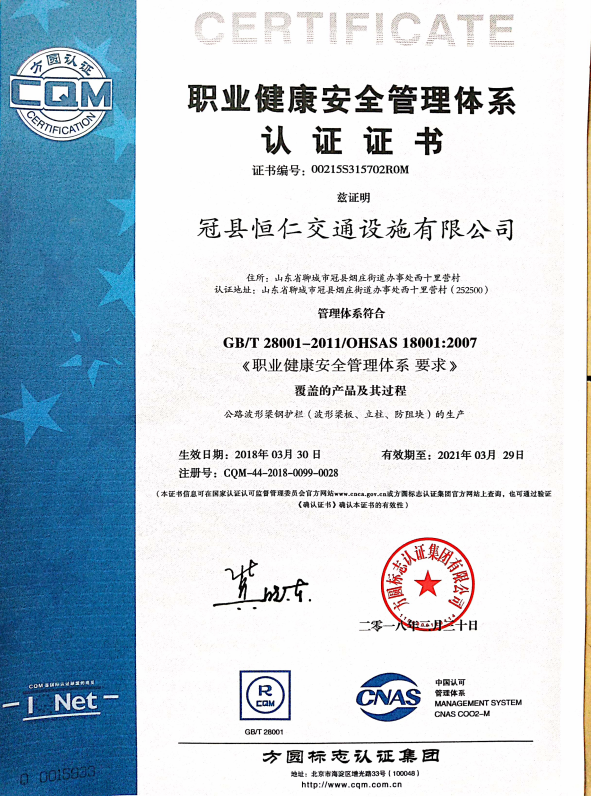 CERTIFICATE
方圆认证
CQM
CERTIFICATION
职业健康安全管理体系
认证证书
证书编号：00215S315702R0M
兹证明
冠县恒仁交通设施有限公司
住所：山东省聊城市冠县烟庄街道办事处西十里营村
认证地址：山东省聊城市冠县烟庄街道办事处西十里营村（252500）
管理体系符合
GB/T 28001-2011/OHSAS 18001:2007
《职业健康安全管理体系 要求》
覆盖的产品及其过程
公路波形梁钢护栏（波形梁板、立柱、防阻块）的生产
生效日期：2018年 03月 30 日 有效期至：2021年 03月 29日
注册号：CQM-44-2018-0099-0028
（本证书信息可在国家认证认可监督管理委员会官方网站www.cnca.gov.cn或方圆标志认证集团官方网站上查询，也可通过验证
《确认证书》确认本证书的有效性）
方圆标志认证集团有限公司
二零一八年三月三十日
I Net
R
CQM
GB/T 28001
CNAS
中国认可
管理体系
MANAGEMENT SYSTEM
CNAS C002-M
方圆标志认证集团
地址：北京市海淀区增光路33号（100048）
http://www.cqm.com.cn